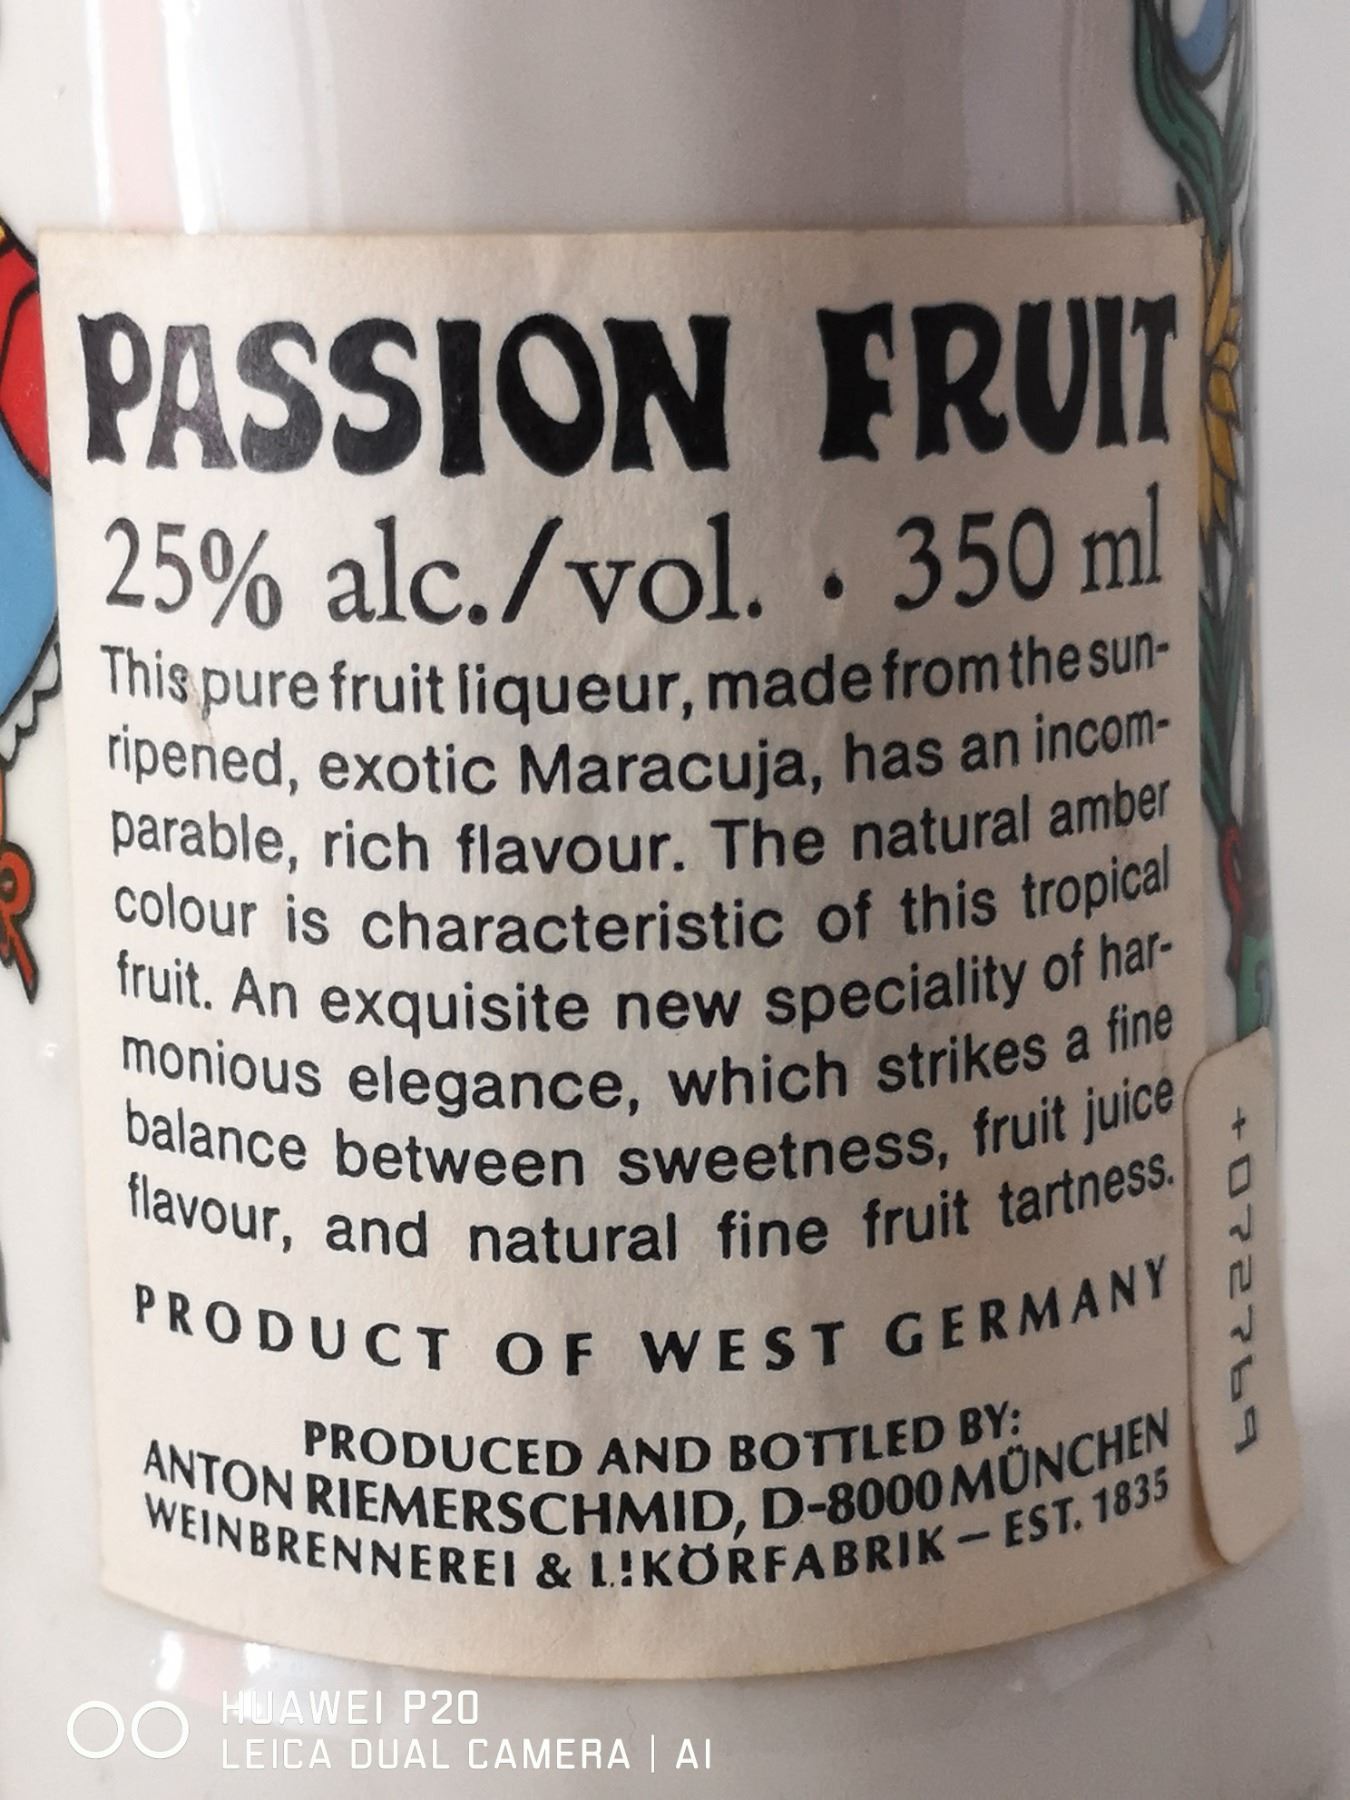 PASSION FRUIT
25% alc./vol. • 350 ml
This pure fruit liqueur, made from the sun-
ripened, exotic Maracuja, has an incom-
parable, rich flavour. The natural amber
colour is characteristic of this tropical
fruit. An exquisite new speciality of har-
monious elegance, which strikes a fine
balance between sweetness, fruit juice
flavour, and natural fine fruit tartness.
PRODUCT OF WEST GERMANY
PRODUCED AND BOTTLED BY:
ANTON RIEMERSCHMID, D-8000 MÜNCHEN
WEINBRENNEREI & LIKÖRFABRIK – EST. 1835
+0727269
HUAWEI P20
LEICA DUAL CAMERA | AI